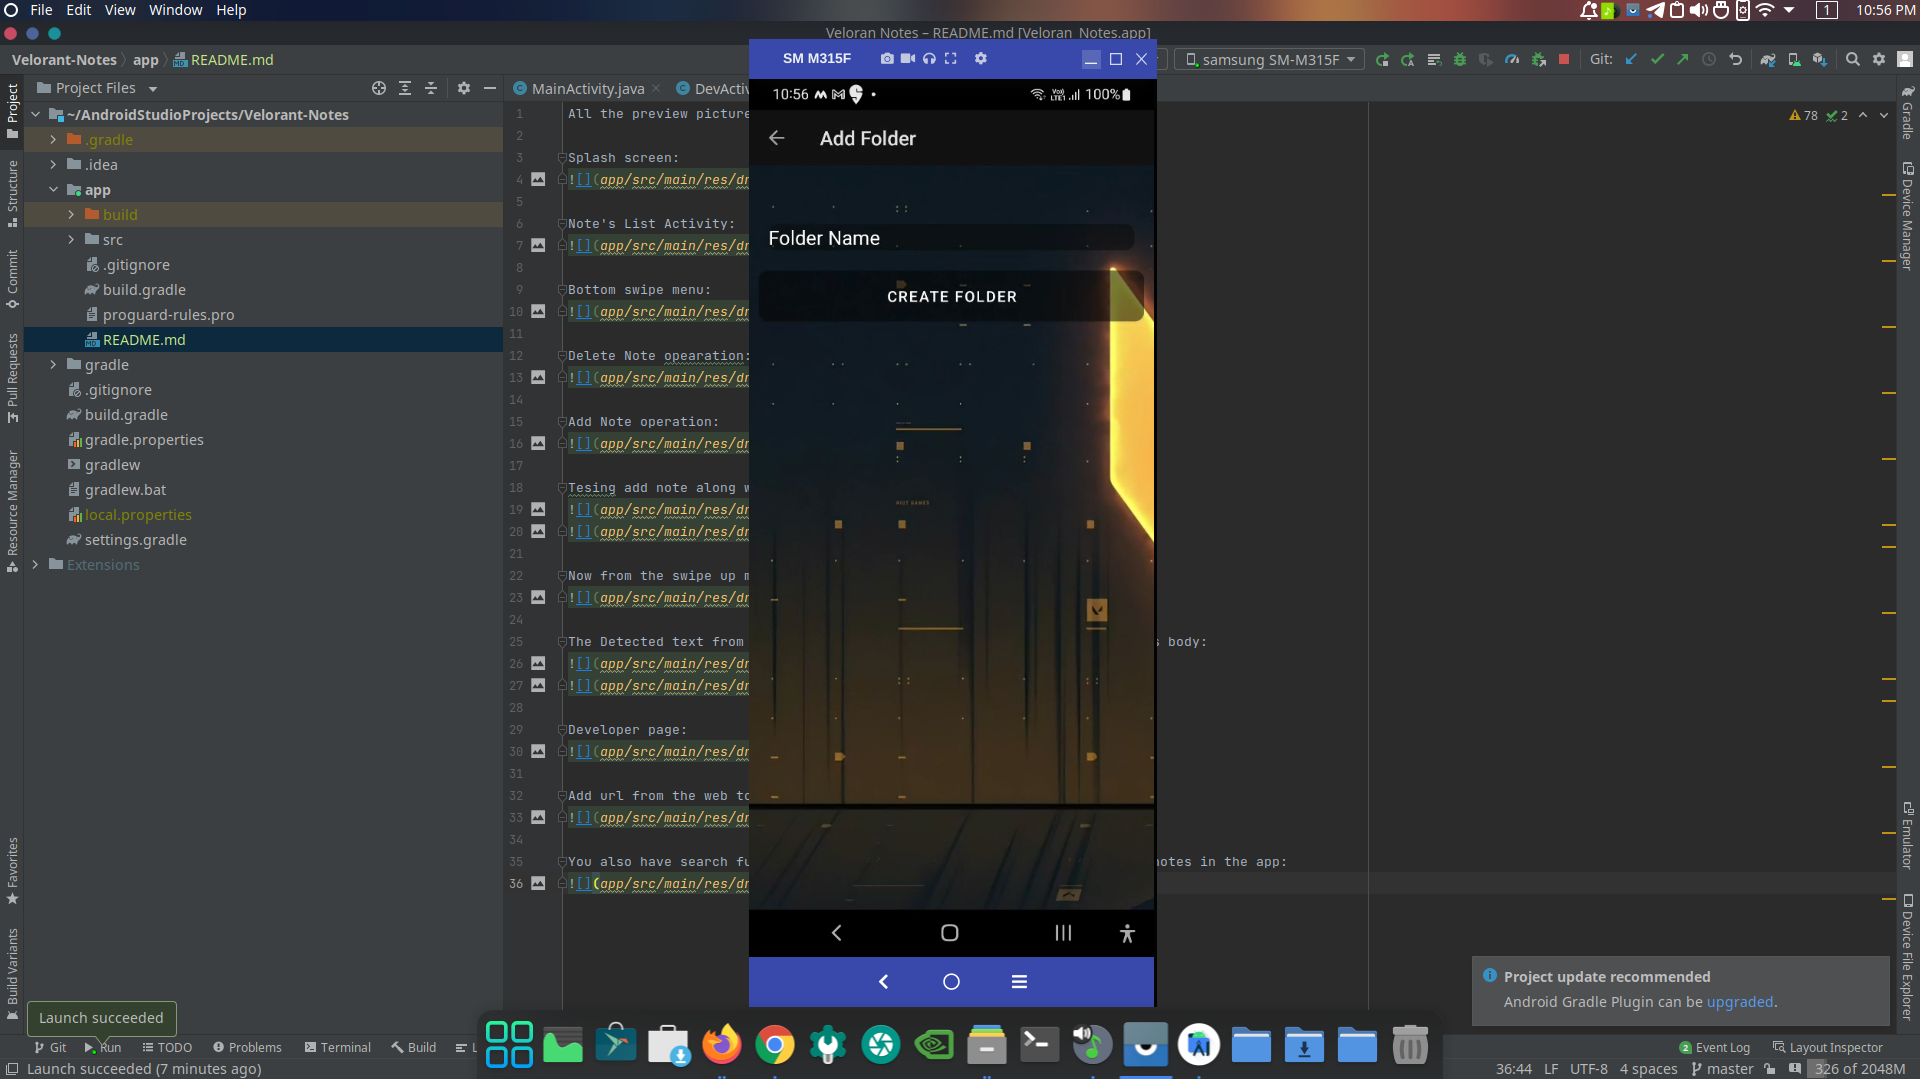 File Edit View Window Help
1 10:56 PM
Veloran Notes – README.md [Veloran_Notes.app]
Velorant-Notes app README.md
samsung SM-M315F
Git:
Project Files
MainActivity.java
DevActiv
~/AndroidStudioProjects/Velorant-Notes
.gradle
.idea
app
build
src
.gitignore
build.gradle
proguard-rules.pro
README.md
gradle
.gitignore
build.gradle
gradle.properties
gradlew
gradlew.bat
local.properties
settings.gradle
Extensions
Project
Structure
Commit
Pull Requests
Resource Manager
Favorites
Build Variants
1 All the preview picture
2
3 Splash screen:
4 ![](app/src/main/res/dr
5
6 Note's List Activity:
7 ![](app/src/main/res/dr
8
9 Bottom swipe menu:
10 ![](app/src/main/res/dr
11
12 Delete Note opearation:
13 ![](app/src/main/res/dr
14
15 Add Note operation:
16 ![](app/src/main/res/dr
17
18 Tesing add note along w
19 ![](app/src/main/res/dr
20 ![](app/src/main/res/dr
21
22 Now from the swipe up m
23 ![](app/src/main/res/dr
24
25 The Detected text from s body:
26 ![](app/src/main/res/dr
27 ![](app/src/main/res/dr
28
29 Developer page:
30 ![](app/src/main/res/dr
31
32 Add url from the web to
33 ![](app/src/main/res/dr
34
35 You also have search fu notes in the app:
36 ![](app/src/main/res/dr
78 2
SM M315F
10:56 100%
Add Folder
Folder Name
CREATE FOLDER
RIOT GAMES
Gradle
Device Manager
Emulator
Device File Explorer
Project update recommended
Android Gradle Plugin can be upgraded.
Launch succeeded
Git Run TODO Problems Terminal Build L
2 Event Log Layout Inspector
Launch succeeded (7 minutes ago)
36:44 LF UTF-8 4 spaces master 326 of 2048M